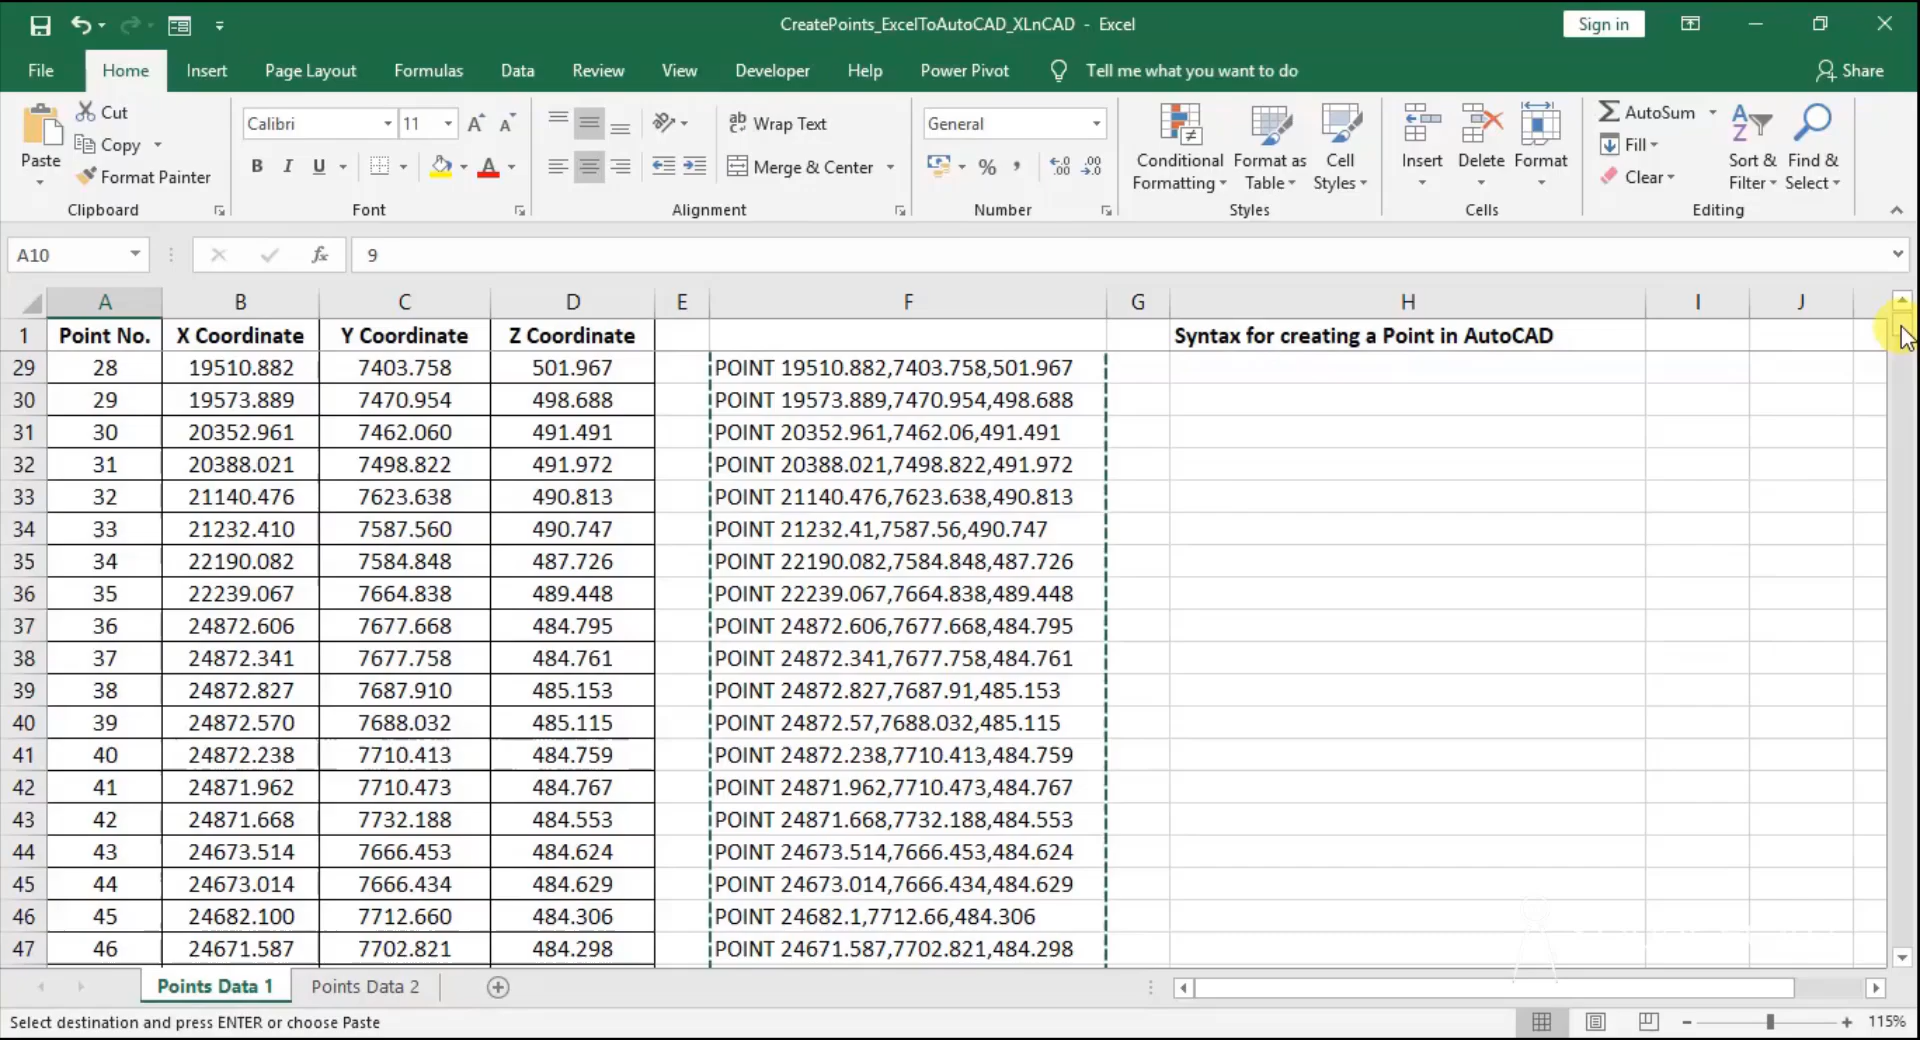 CreatePoints_ExcelToAutoCAD_XLnCAD - Excel
Sign in
File Home Insert Page Layout Formulas Data Review View Developer Help Power Pivot Tell me what you want to do Share
Paste
Cut
Copy
Format Painter
Clipboard
Calibri 11
B I U A
Font
Wrap Text
Merge & Center
Alignment
General
%
Number
Conditional Formatting
Format as Table
Cell Styles
Styles
Insert Delete Format
Cells
AutoSum
Fill
Clear
Sort & Filter
Find & Select
Editing
A10 fx 9
A B C D E F G H I J
1 Point No. X Coordinate Y Coordinate Z Coordinate Syntax for creating a Point in AutoCAD
29 28 19510.882 7403.758 501.967 POINT 19510.882,7403.758,501.967
30 29 19573.889 7470.954 498.688 POINT 19573.889,7470.954,498.688
31 30 20352.961 7462.060 491.491 POINT 20352.961,7462.06,491.491
32 31 20388.021 7498.822 491.972 POINT 20388.021,7498.822,491.972
33 32 21140.476 7623.638 490.813 POINT 21140.476,7623.638,490.813
34 33 21232.410 7587.560 490.747 POINT 21232.41,7587.56,490.747
35 34 22190.082 7584.848 487.726 POINT 22190.082,7584.848,487.726
36 35 22239.067 7664.838 489.448 POINT 22239.067,7664.838,489.448
37 36 24872.606 7677.668 484.795 POINT 24872.606,7677.668,484.795
38 37 24872.341 7677.758 484.761 POINT 24872.341,7677.758,484.761
39 38 24872.827 7687.910 485.153 POINT 24872.827,7687.91,485.153
40 39 24872.570 7688.032 485.115 POINT 24872.57,7688.032,485.115
41 40 24872.238 7710.413 484.759 POINT 24872.238,7710.413,484.759
42 41 24871.962 7710.473 484.767 POINT 24871.962,7710.473,484.767
43 42 24871.668 7732.188 484.553 POINT 24871.668,7732.188,484.553
44 43 24673.514 7666.453 484.624 POINT 24673.514,7666.453,484.624
45 44 24673.014 7666.434 484.629 POINT 24673.014,7666.434,484.629
46 45 24682.100 7712.660 484.306 POINT 24682.1,7712.66,484.306
47 46 24671.587 7702.821 484.298 POINT 24671.587,7702.821,484.298
Points Data 1 Points Data 2
Select destination and press ENTER or choose Paste
115%